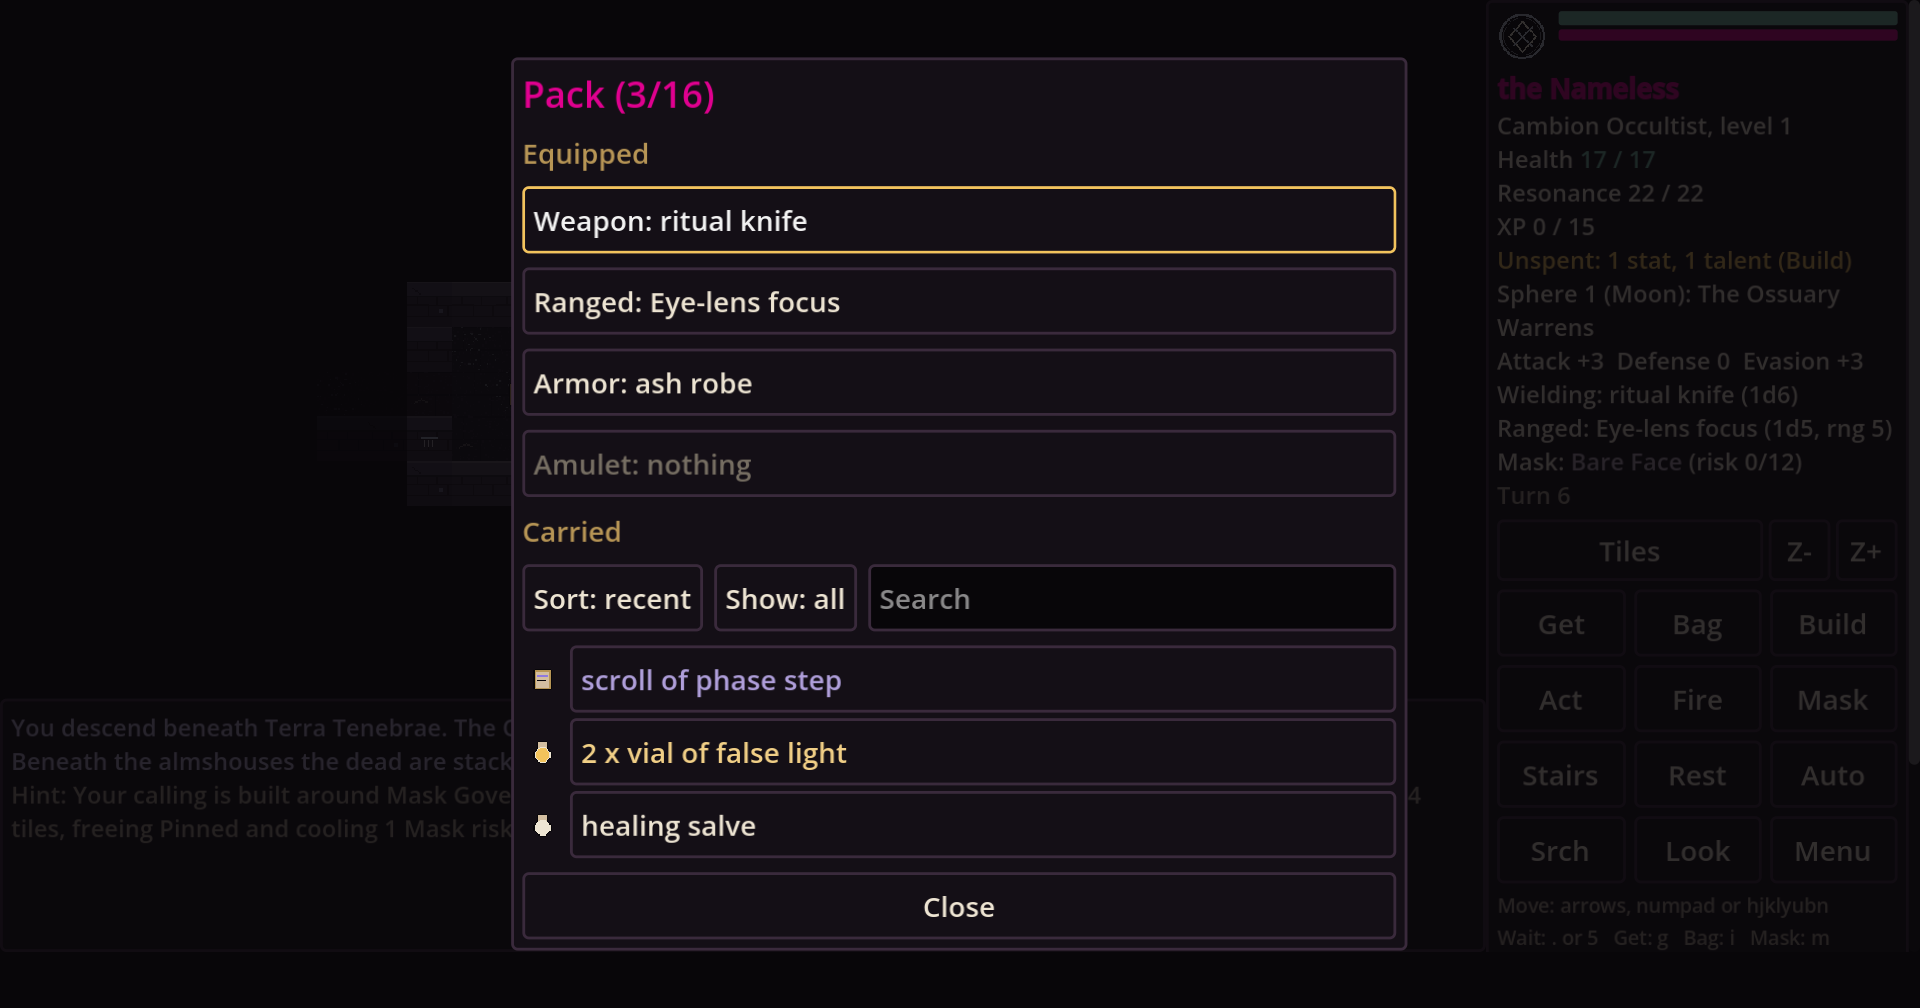 Pack (3/16)
Equipped
Weapon: ritual knife
Ranged: Eye-lens focus
Armor: ash robe
Amulet: nothing
Carried
Sort: recent
Show: all
Search
scroll of phase step
2 x vial of false light
healing salve
Close
You descend beneath Terra Tenebrae. The
Beneath the almshouses the dead are stack
Hint: Your calling is built around Mask Gove
4
tiles, freeing Pinned and cooling 1 Mask risk
the Nameless
Cambion Occultist, level 1
Health 17 / 17
Resonance 22 / 22
XP 0 / 15
Unspent: 1 stat, 1 talent (Build)
Sphere 1 (Moon): The Ossuary
Warrens
Attack +3 Defense 0 Evasion +3
Wielding: ritual knife (1d6)
Ranged: Eye-lens focus (1d5, rng 5)
Mask: Bare Face (risk 0/12)
Turn 6
Tiles Z- Z+
Get Bag Build
Act Fire Mask
Stairs Rest Auto
Srch Look Menu
Move: arrows, numpad or hjklyubn
Wait: . or 5 Get: g Bag: i Mask: m